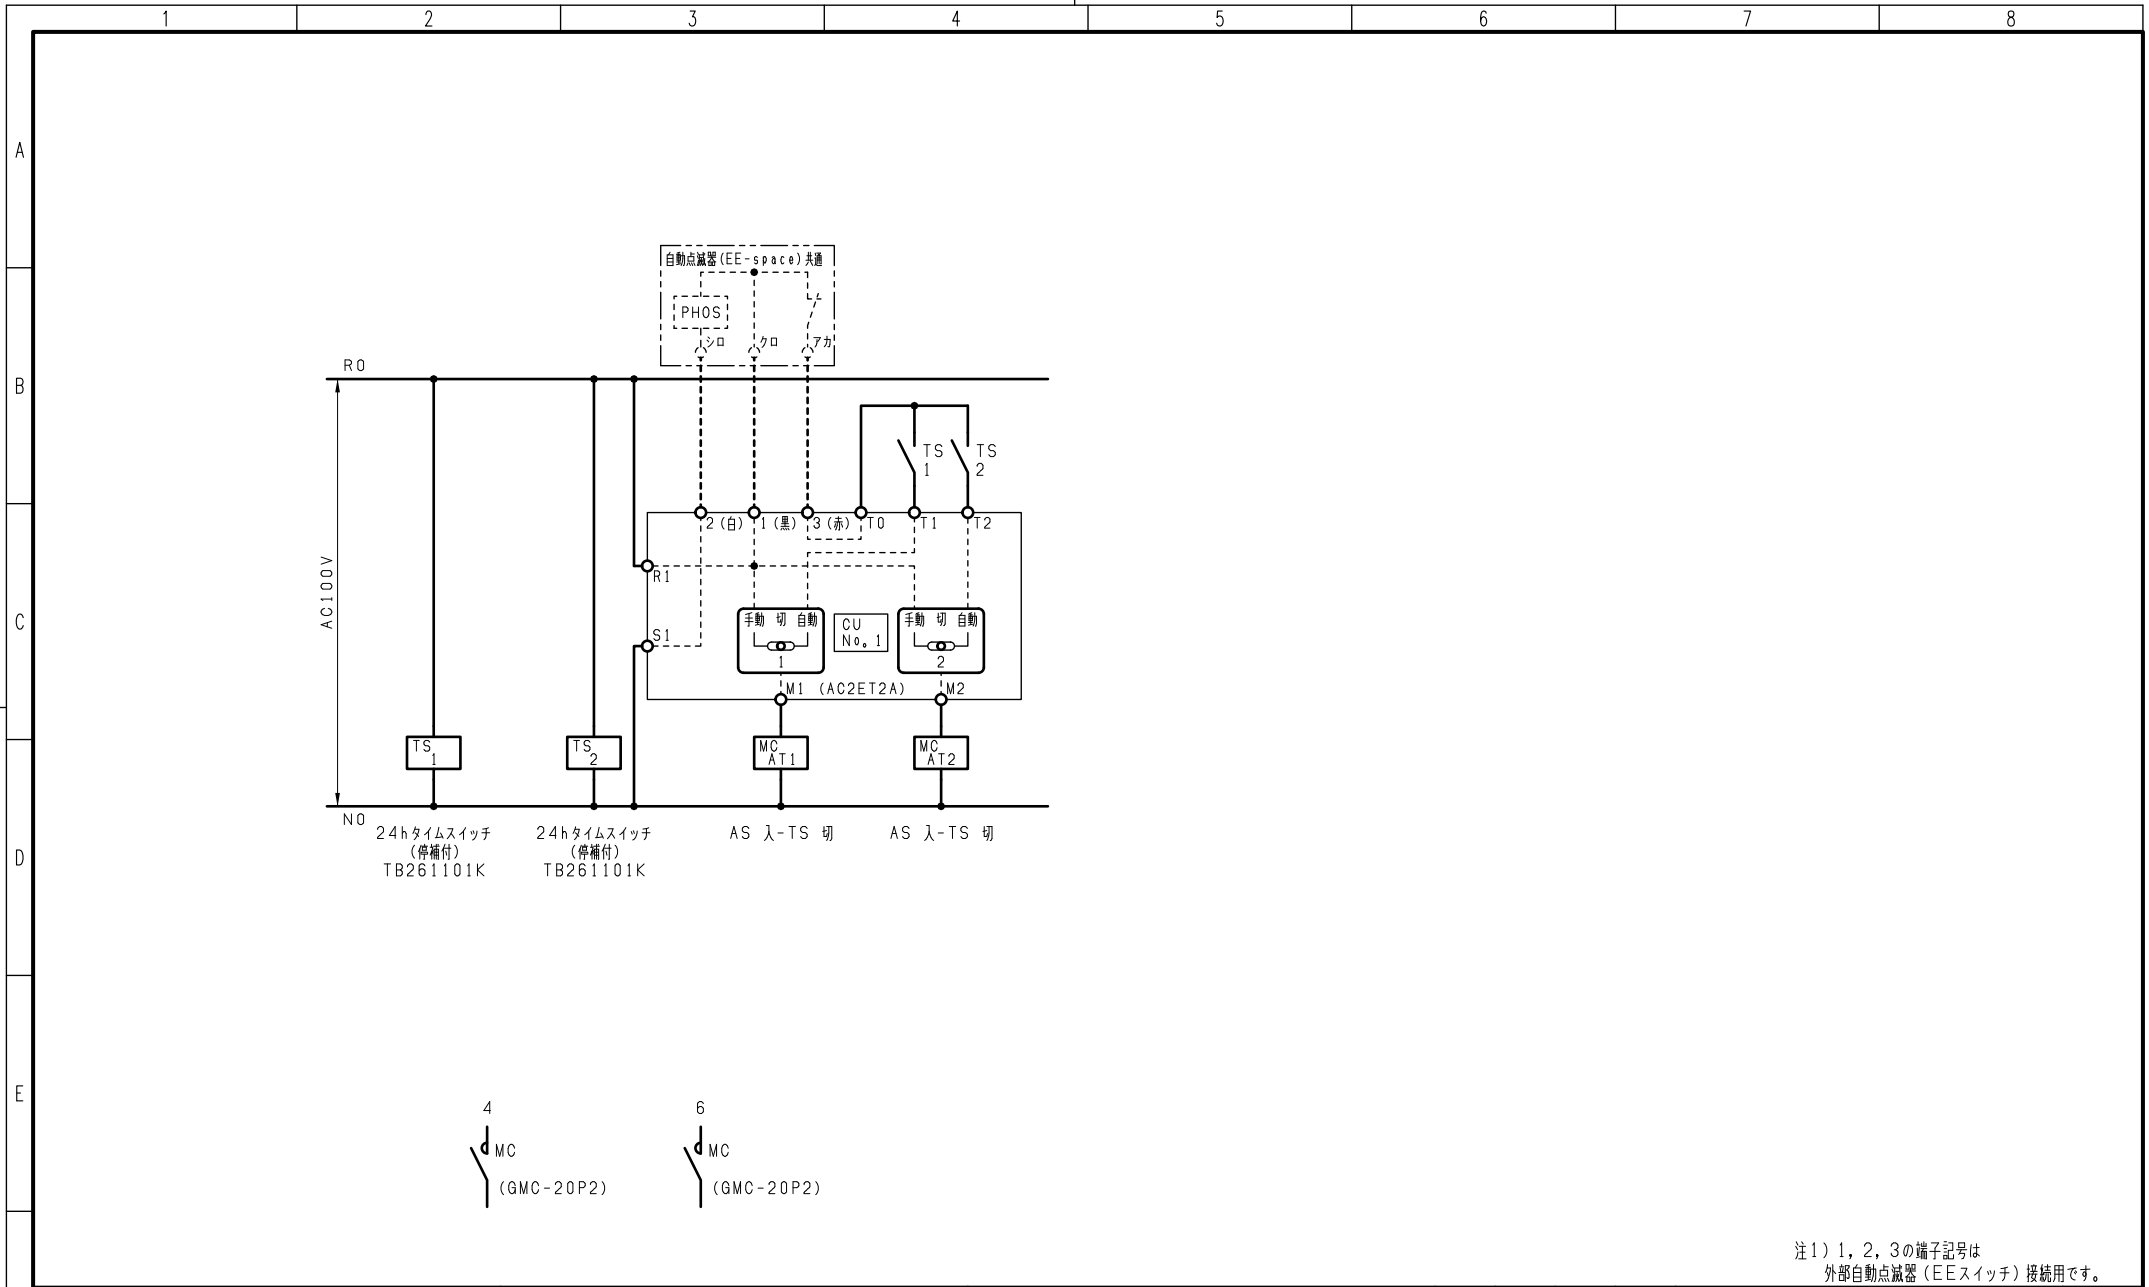 1 2 3 4 5 6 7 8
A
B
C
D
E
自動点滅器(EE-space)共通
PHOS
シロ クロ アカ
R0
TS
1
TS
2
2(白) 1(黒) 3(赤) T0 T1 T2
AC100V
R1
S1
手動 切 自動
1
CU
No。1
手動 切 自動
2
M1 (AC2ET2A) M2
TS
1
TS
2
MC
AT1
MC
AT2
N0
24hタイムスイッチ
(停補付)
TB261101K
24hタイムスイッチ
(停補付)
TB261101K
AS 入-TS 切
AS 入-TS 切
4
MC
(GMC-20P2)
6
MC
(GMC-20P2)
注1)1,2,3の端子記号は
外部自動点滅器(EEスイッチ)接続用です。